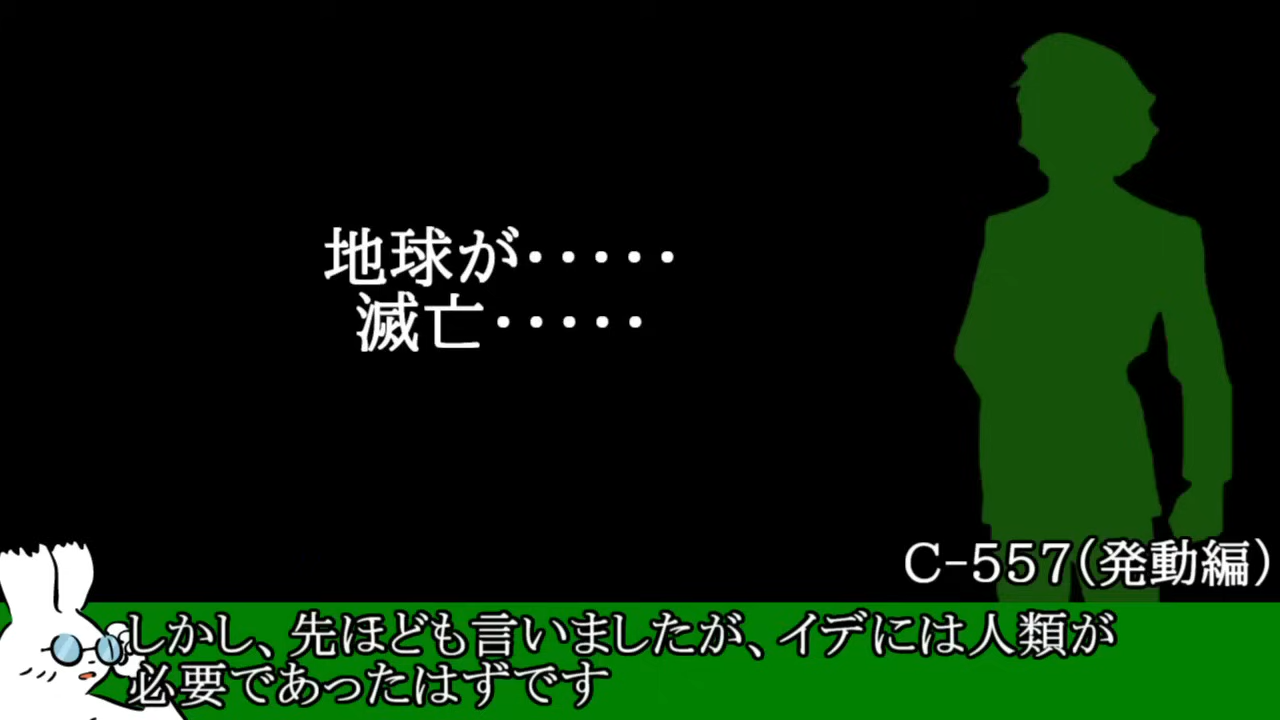 地球が・・・・・
滅亡・・・・・
C-557(発動編)
しかし、先ほども言いましたが、イデには人類が
必要であったはずです